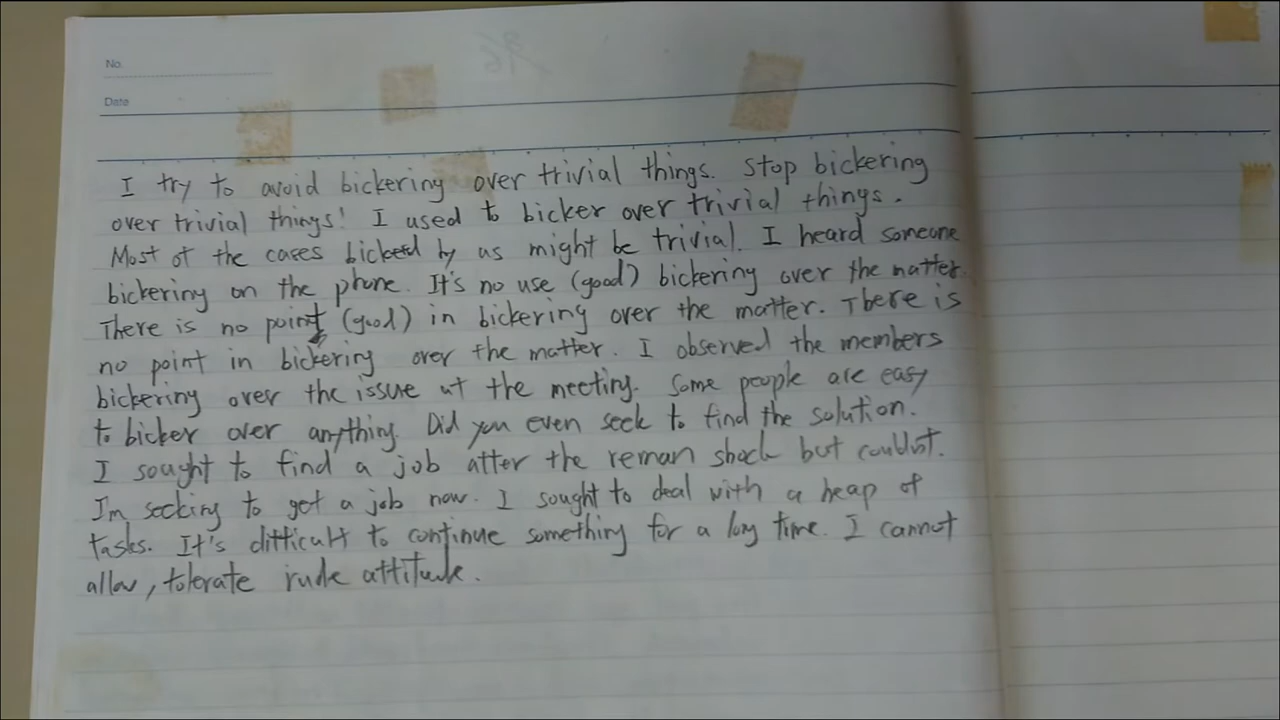 No.
Date
I try to avoid bickering over trivial things. Stop bickering
over trivial things! I used to bicker over trivial things.
Most of the cases bickered by us might be trivial. I heard someone
bickering on the phone. It's no use (good) bickering over the matter.
There is no point (good) in bickering over the matter. There is
no point in bickering over the matter. I observed the members
bickering over the issue at the meeting. Some people are easy
to bicker over anything. Did you even seek to find the solution.
I sought to find a job after the reman shock but couldn't.
I'm seeking to get a job now. I sought to deal with a heap of
tasks. It's difficult to continue something for a long time. I cannot
allow, tolerate rude attitude.